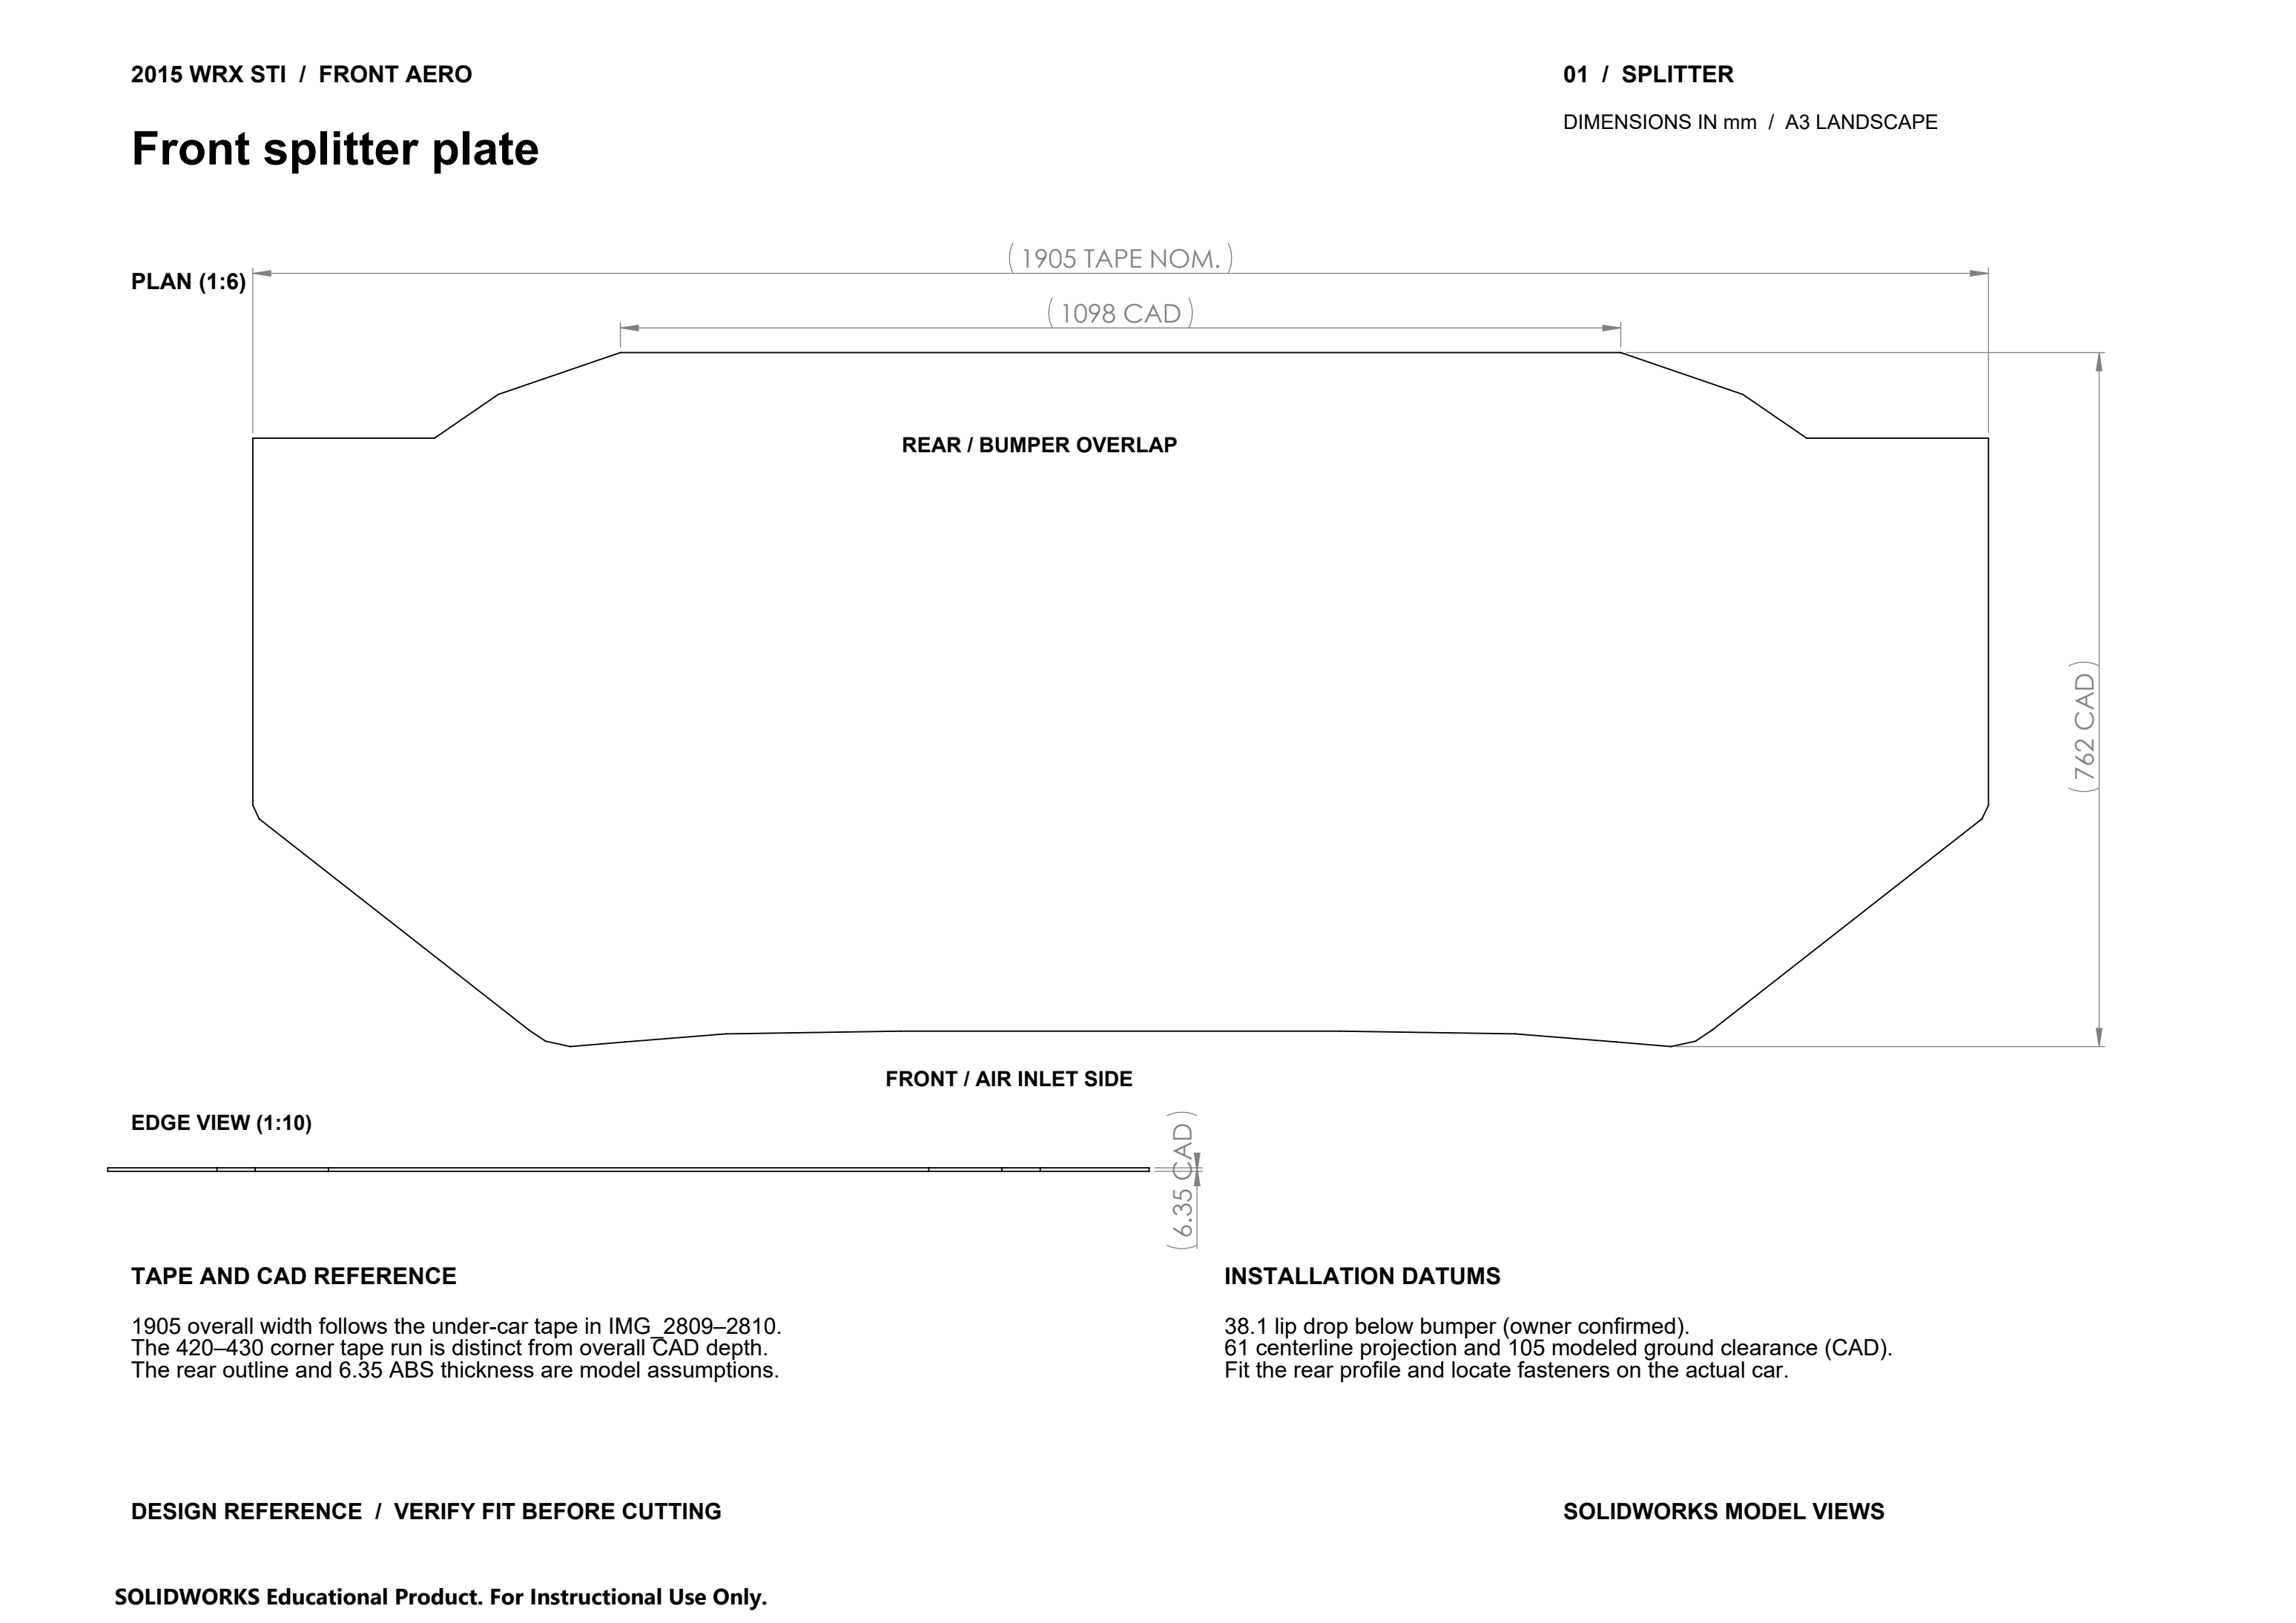 2015 WRX STI / FRONT AERO
01 / SPLITTER
DIMENSIONS IN mm / A3 LANDSCAPE
Front splitter plate
(1905 TAPE NOM.)
PLAN (1:6)
(1098 CAD)
REAR / BUMPER OVERLAP
(762 CAD)
FRONT / AIR INLET SIDE
EDGE VIEW (1:10)
(6.35 CAD)
TAPE AND CAD REFERENCE
1905 overall width follows the under-car tape in IMG_2809–2810.
The 420–430 corner tape run is distinct from overall CAD depth.
The rear outline and 6.35 ABS thickness are model assumptions.
INSTALLATION DATUMS
38.1 lip drop below bumper (owner confirmed).
61 centerline projection and 105 modeled ground clearance (CAD).
Fit the rear profile and locate fasteners on the actual car.
DESIGN REFERENCE / VERIFY FIT BEFORE CUTTING
SOLIDWORKS MODEL VIEWS
SOLIDWORKS Educational Product. For Instructional Use Only.